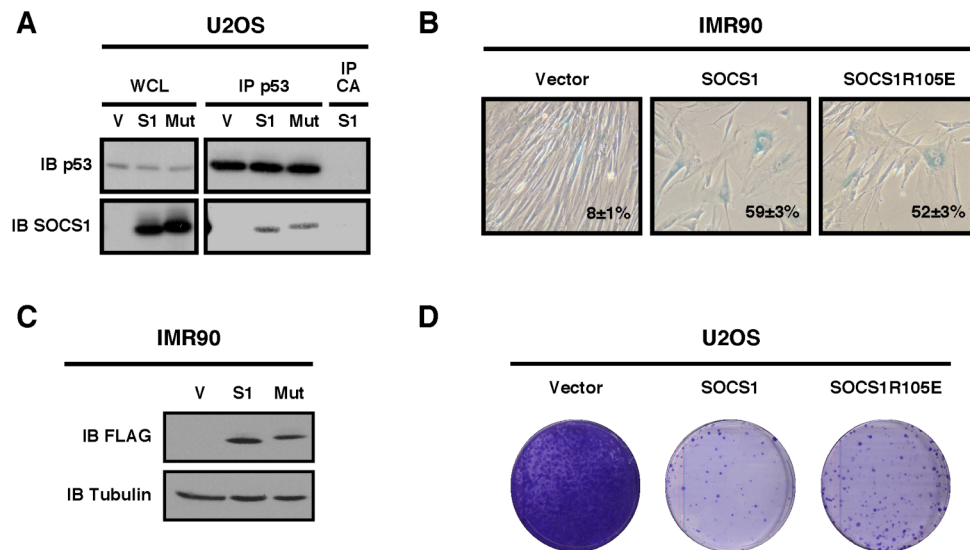 A
U2OS
WCL
IP p53
IP
CA
V S1 Mut
V S1 Mut
S1
IB p53
IB SOCS1
B
IMR90
Vector
SOCS1
SOCS1R105E
8±1%
59±3%
52±3%
C
IMR90
V S1 Mut
IB FLAG
IB Tubulin
D
U2OS
Vector
SOCS1
SOCS1R105E